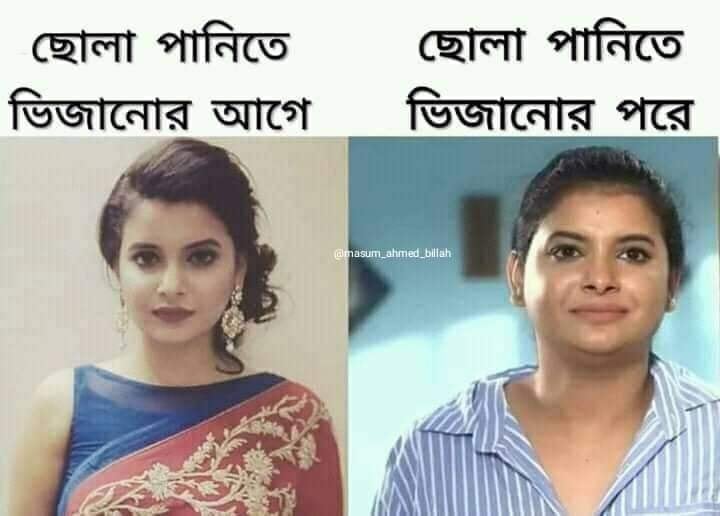 ছোলা পানিতে
ভিজানোর আগে
ছোলা পানিতে
ভিজানোর পরে
@masum_ahmed_billah